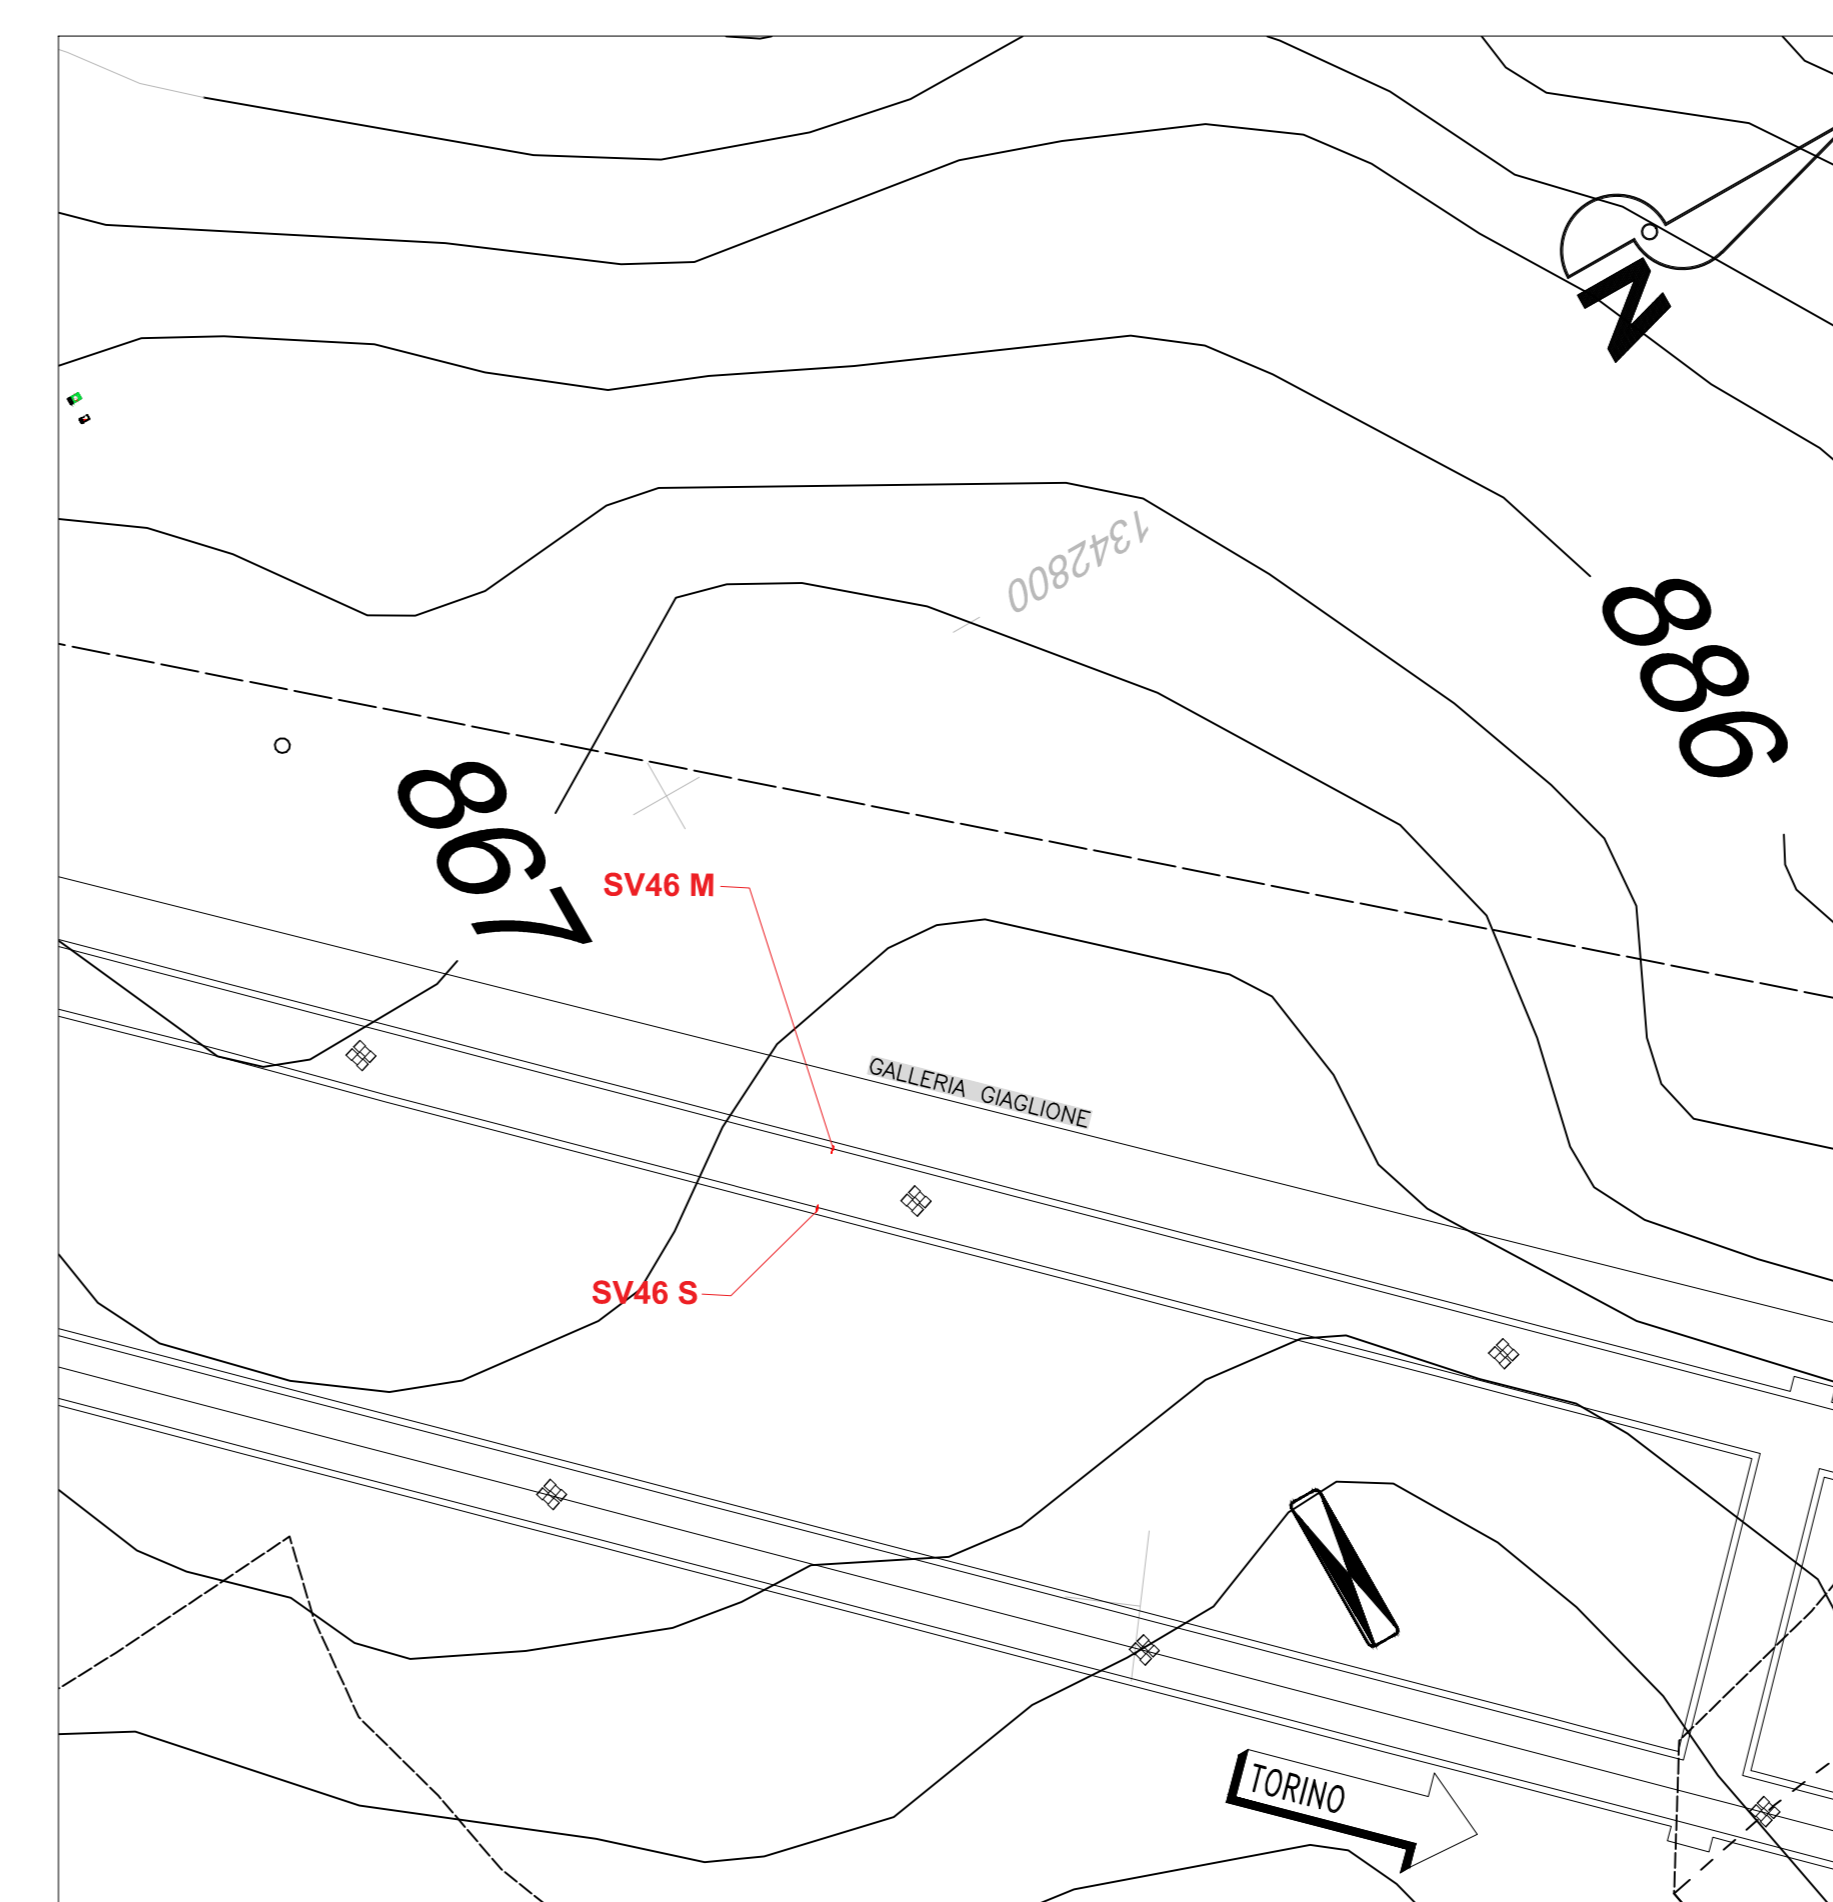 N
1342800
886
867
SV46 M
GALLERIA GIAGLIONE
SV46 S
N
TORINO